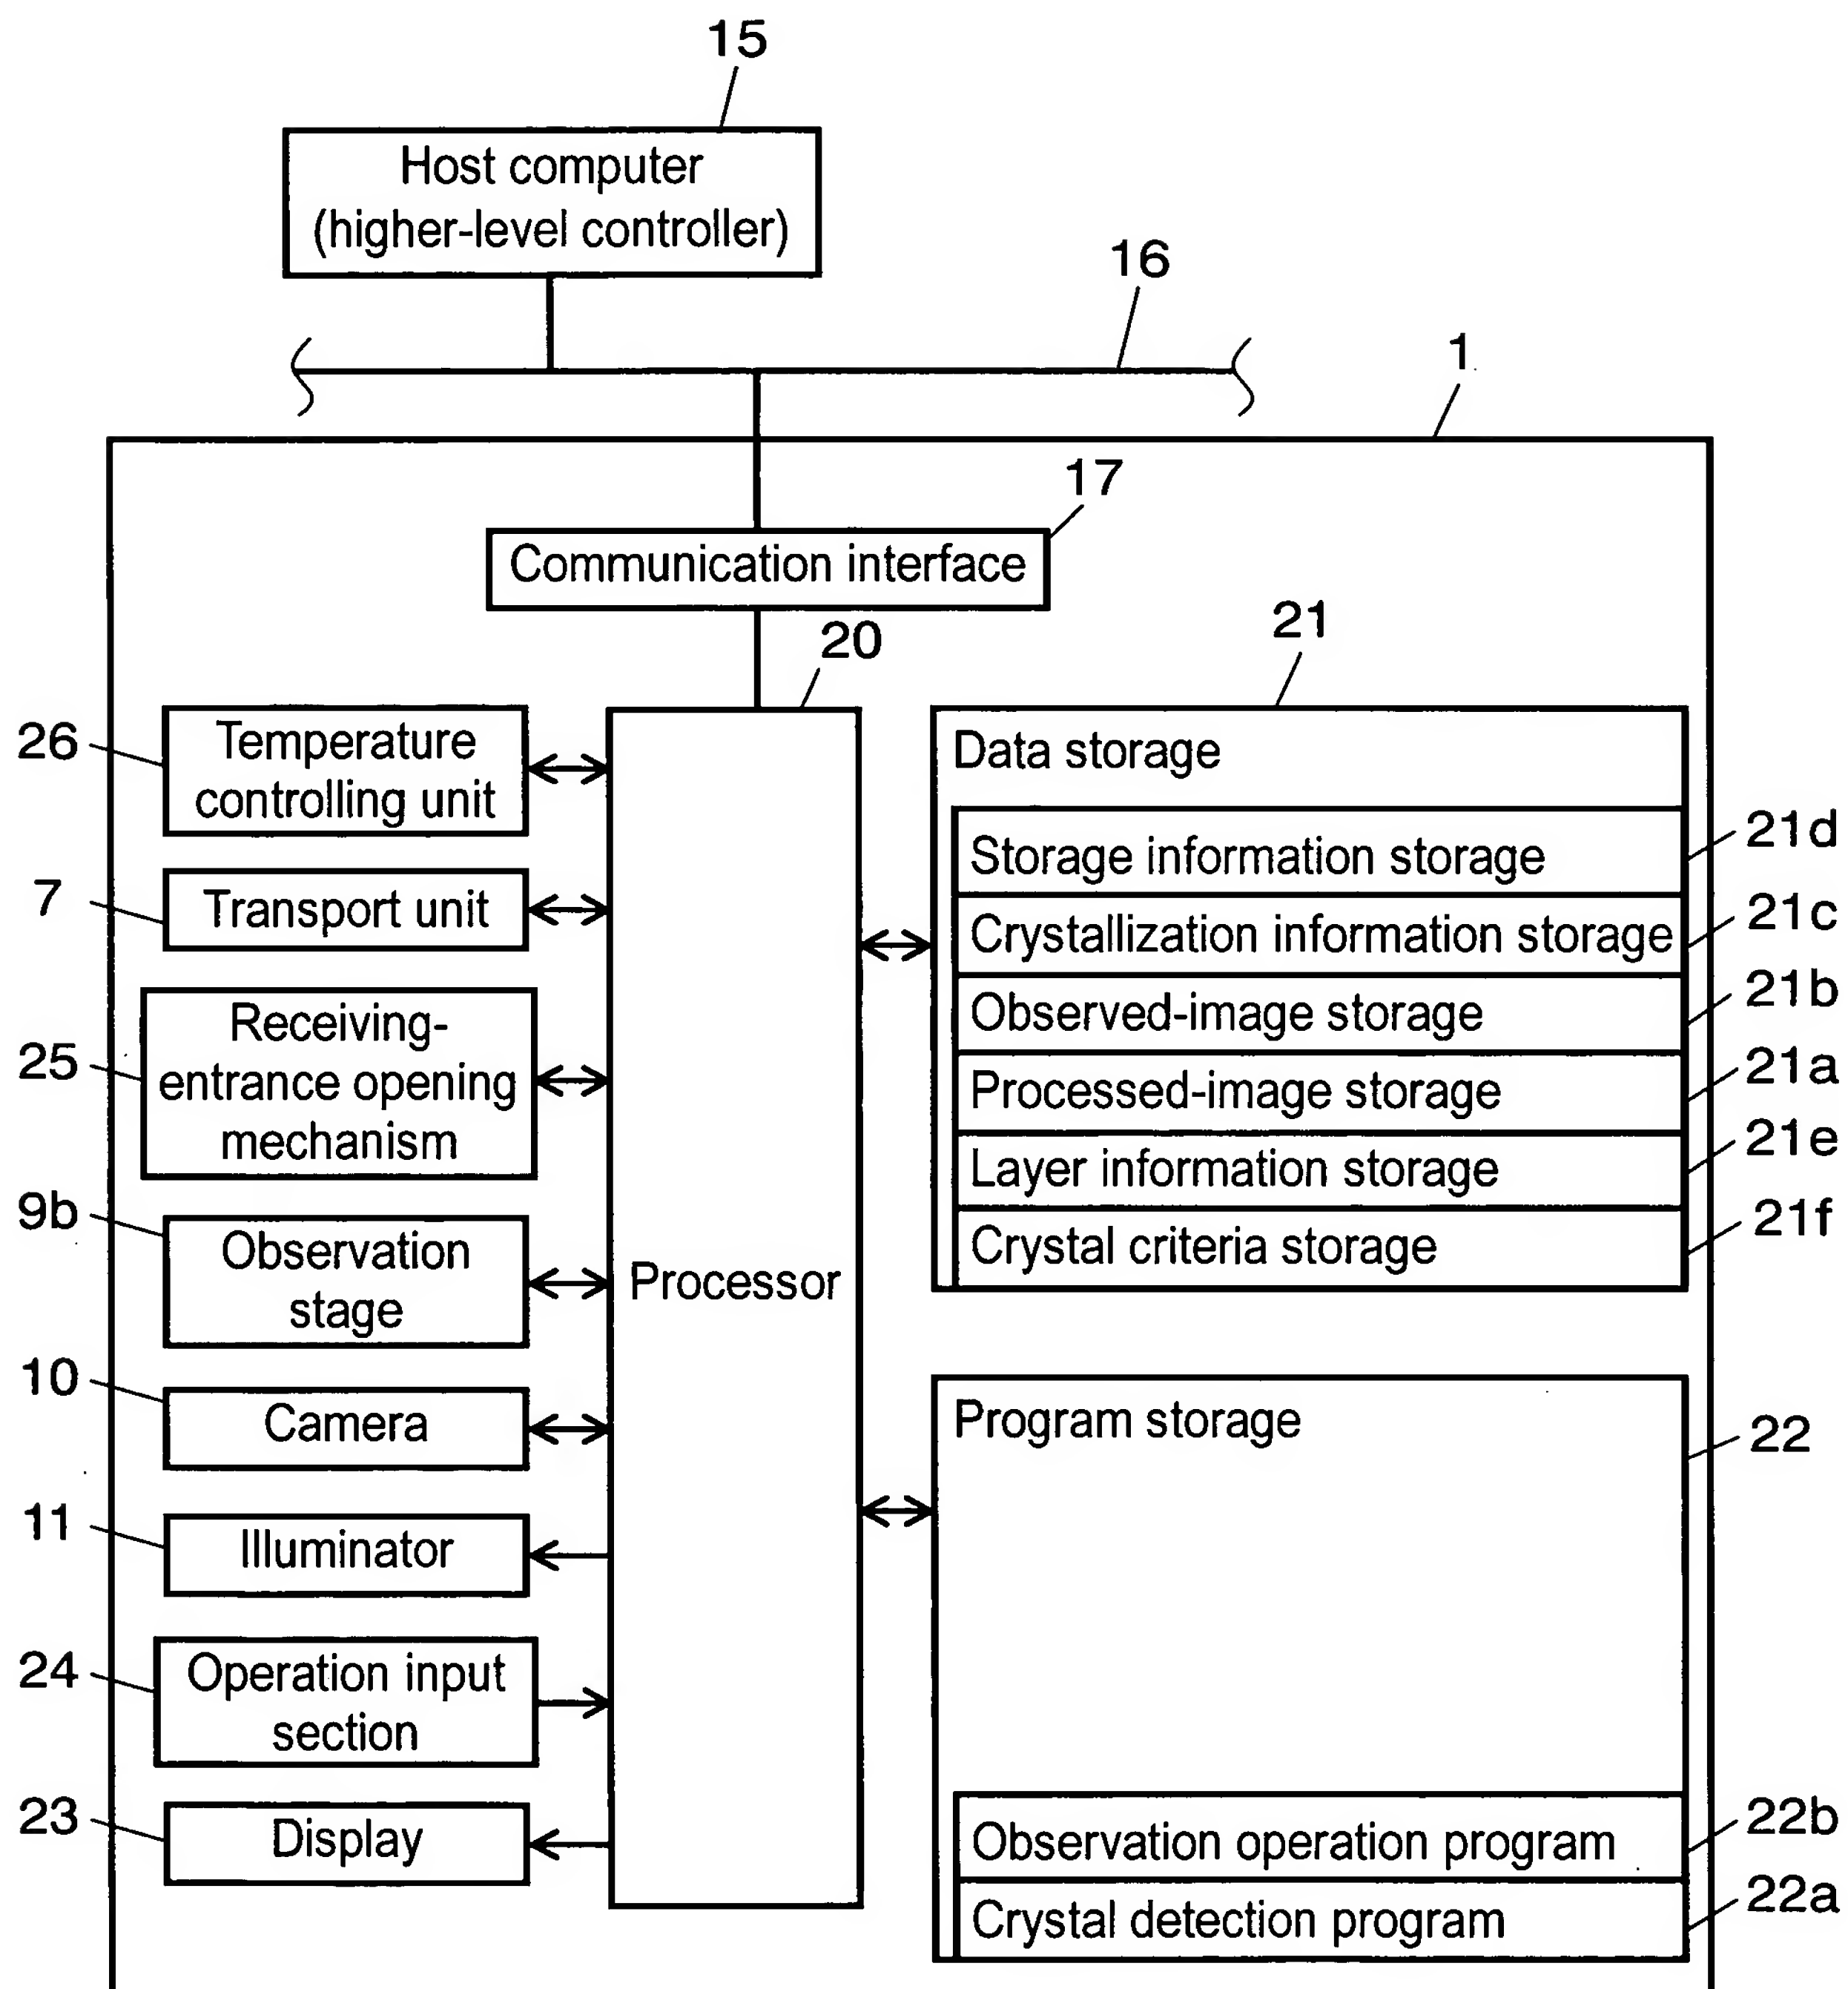 15
Host computer
(higher-level controller)
16
1
17
Communication interface
20
21
26
Temperature
controlling unit
Data storage
21d
Storage information storage
7
Transport unit
21c
Crystallization information storage
21b
Observed-image storage
25
Receiving-
entrance opening
mechanism
21a
Processed-image storage
21e
Layer information storage
9b
Observation
stage
21f
Crystal criteria storage
Processor
10
Camera
Program storage
22
11
Illuminator
24
Operation input
section
23
Display
22b
Observation operation program
22a
Crystal detection program